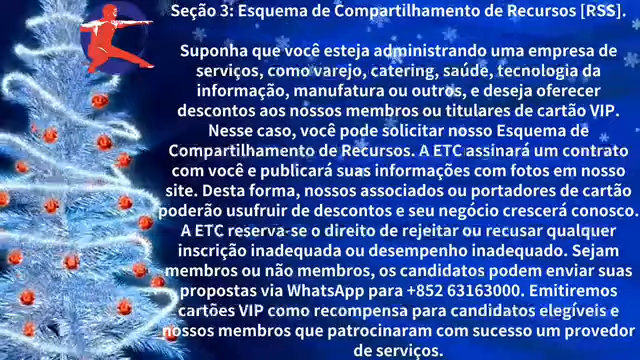 Seção 3: Esquema de Compartilhamento de Recursos [RSS].
Suponha que você esteja administrando uma empresa de
serviços, como varejo, catering, saúde, tecnologia da
informação, manufatura ou outros, e deseja oferecer
descontos aos nossos membros ou titulares de cartão VIP.
Nesse caso, você pode solicitar nosso Esquema de
Compartilhamento de Recursos. A ETC assinará um contrato
com você e publicará suas informações com fotos em nosso
site. Desta forma, nossos associados ou portadores de cartão
poderão usufruir de descontos e seu negócio crescerá conosco.
A ETC reserva-se o direito de rejeitar ou recusar qualquer
inscrição inadequada ou desempenho inadequado. Sejam
membros ou não membros, os candidatos podem enviar suas
propostas via WhatsApp para +852 63163000. Emitiremos
cartões VIP como recompensa para candidatos elegíveis e
nossos membros que patrocinaram com sucesso um provedor
de serviços.